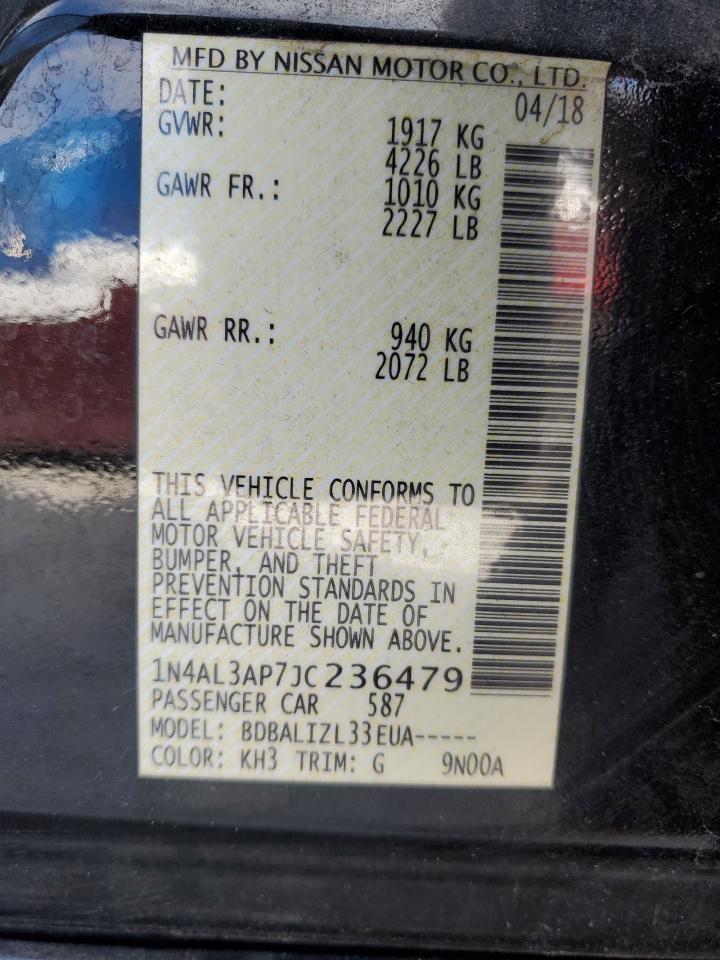 MFD BY NISSAN MOTOR CO., LTD.
DATE: 04/18
GVWR: 1917 KG
4226 LB
GAWR FR.: 1010 KG
2227 LB
GAWR RR.: 940 KG
2072 LB
THIS VEHICLE CONFORMS TO
ALL APPLICABLE FEDERAL
MOTOR VEHICLE SAFETY,
BUMPER, AND THEFT
PREVENTION STANDARDS IN
EFFECT ON THE DATE OF
MANUFACTURE SHOWN ABOVE.
1N4AL3AP7JC236479
PASSENGER CAR 587
MODEL: BDBALIZL33EUA-----
COLOR: KH3 TRIM: G 9N00A